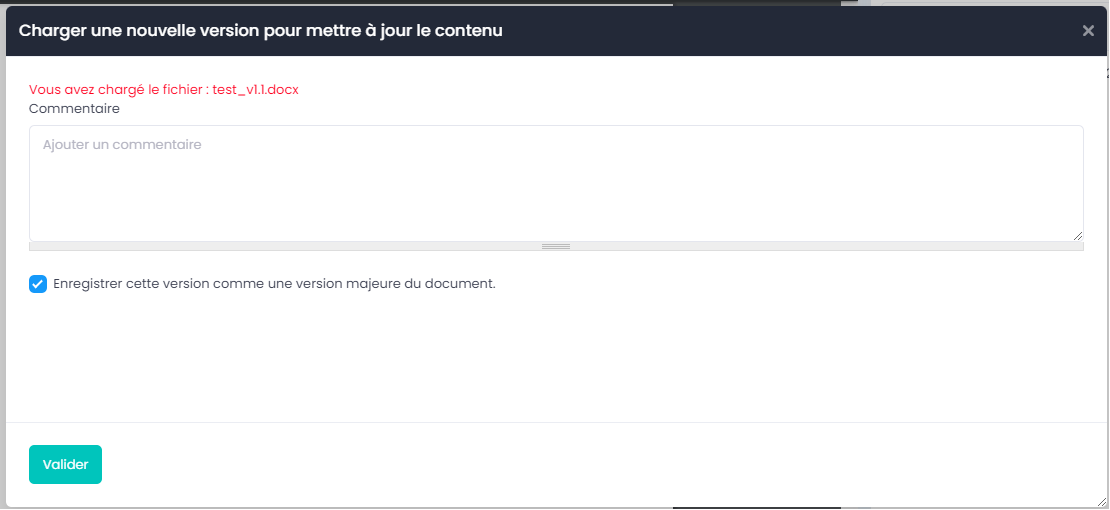 Charger une nouvelle version pour mettre à jour le contenu
Vous avez chargé le fichier : test_v1.1.docx
Commentaire
Ajouter un commentaire
Enregistrer cette version comme une version majeure du document.
Valider